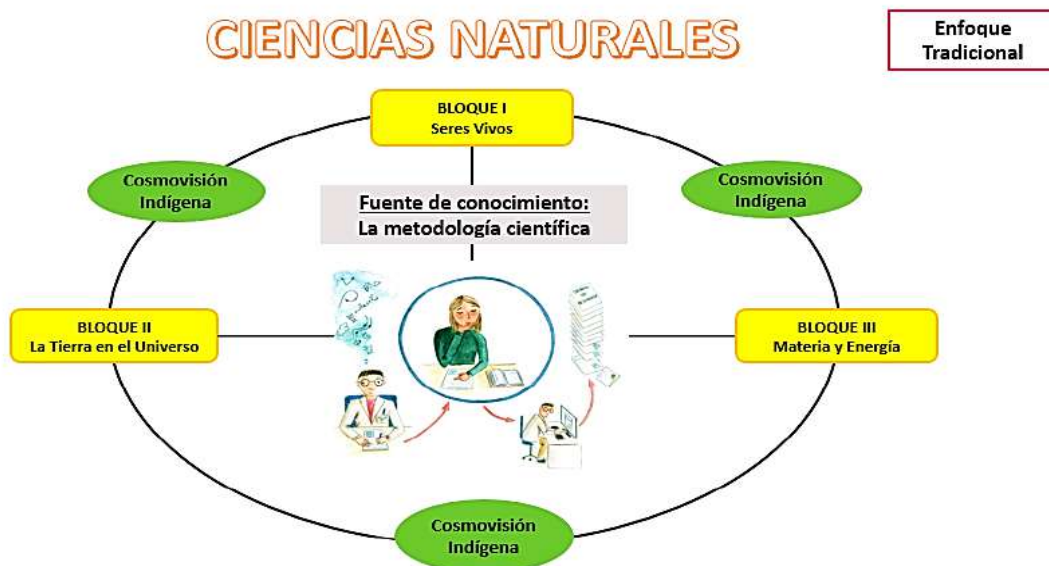 CIENCIAS NATURALES
Enfoque
Tradicional
BLOQUE I
Seres Vivos
Cosmovisión
Indígena
Cosmovisión
Indígena
Fuente de conocimiento:
La metodología científica
BLOQUE II
La Tierra en el Universo
BLOQUE III
Materia y Energía
Cosmovisión
Indígena